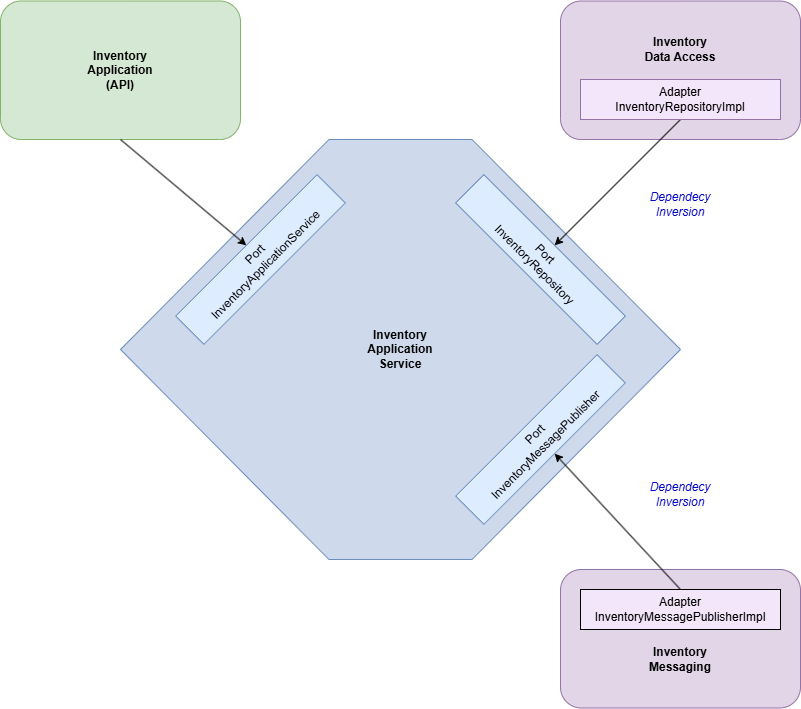 Inventory
Application
(API)
Inventory
Data Access
Adapter
InventoryRepositoryImpl
Dependecy
Inversion
Port
InventoryApplicationService
Port
InventoryRepository
Inventory
Application
Service
Port
InventoryMessagePublisher
Dependecy
Inversion
Adapter
InventoryMessagePublisherImpl
Inventory
Messaging